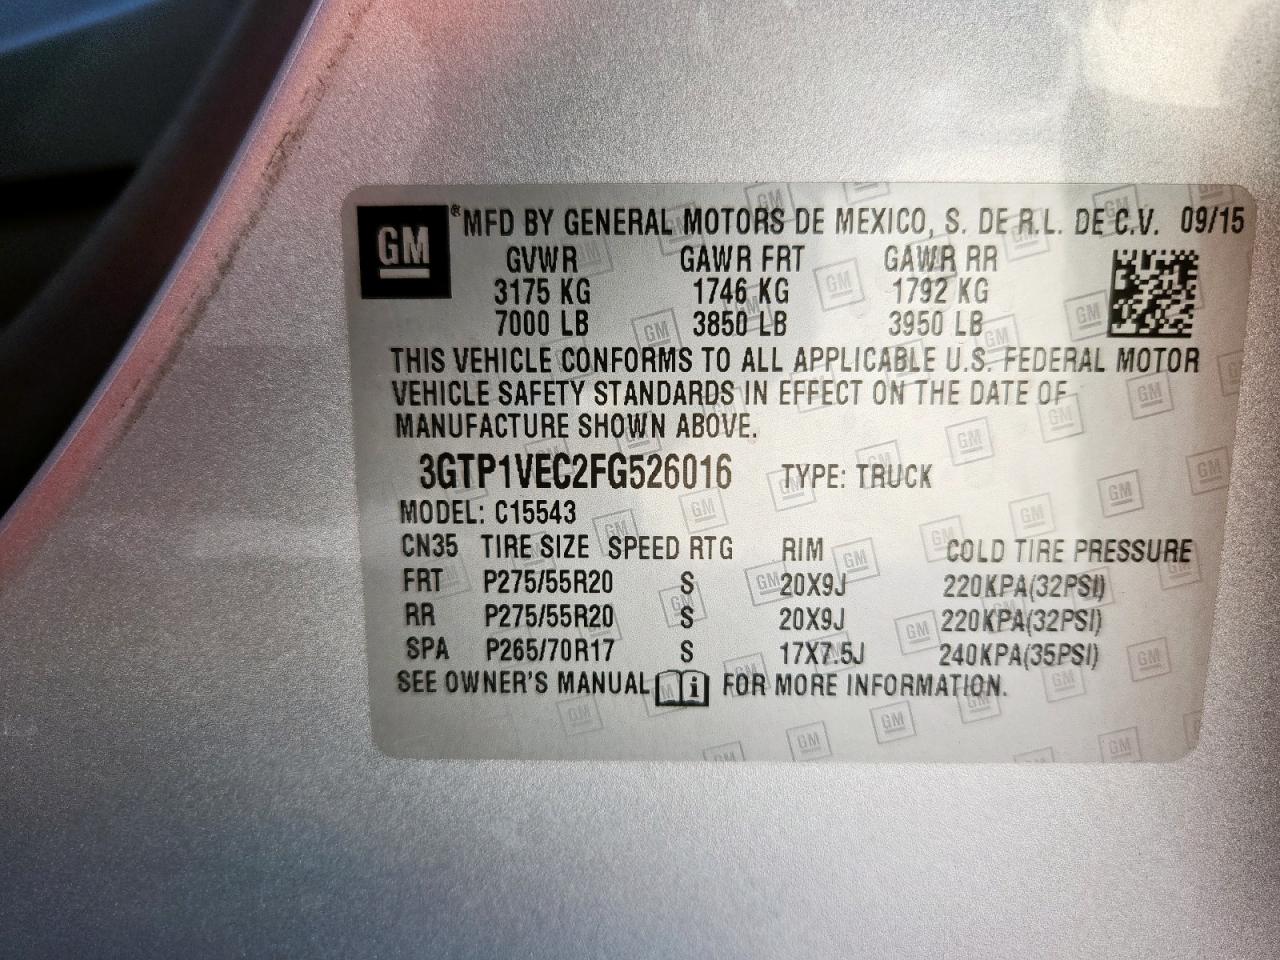 GM ® MFD BY GENERAL MOTORS DE MEXICO, S. DE R.L. DE C.V. 09/15
GVWR GAWR FRT GAWR RR
3175 KG 1746 KG 1792 KG
7000 LB 3850 LB 3950 LB
THIS VEHICLE CONFORMS TO ALL APPLICABLE U.S. FEDERAL MOTOR
VEHICLE SAFETY STANDARDS IN EFFECT ON THE DATE OF
MANUFACTURE SHOWN ABOVE.
3GTP1VEC2FG526016 TYPE: TRUCK
MODEL: C15543
CN35 TIRE SIZE SPEED RTG RIM COLD TIRE PRESSURE
FRT P275/55R20 S 20X9J 220KPA(32PSI)
RR P275/55R20 S 20X9J 220KPA(32PSI)
SPA P265/70R17 S 17X7.5J 240KPA(35PSI)
SEE OWNER'S MANUAL i FOR MORE INFORMATION.